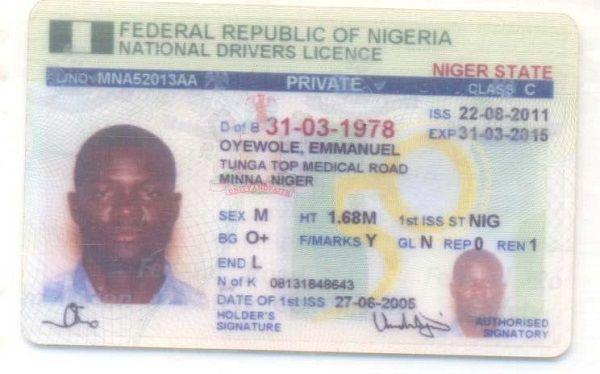 FEDERAL REPUBLIC OF NIGERIA
NATIONAL DRIVERS LICENCE
NIGER STATE
L/NO MNA52013AA PRIVATE CLASS C
ISS 22-08-2011
D of B 31-03-1978 EXP 31-03-2015
OYEWOLE, EMMANUEL
TUNGA TOP MEDICAL ROAD
MINNA, NIGER
SEX M HT 1.68M 1st ISS ST NIG
BG O+ F/MARKS Y GL N REP 0 REN 1
END L
N of K 08131848643
DATE OF 1st ISS 27-06-2005
HOLDER'S
SIGNATURE
AUTHORISED
SIGNATORY